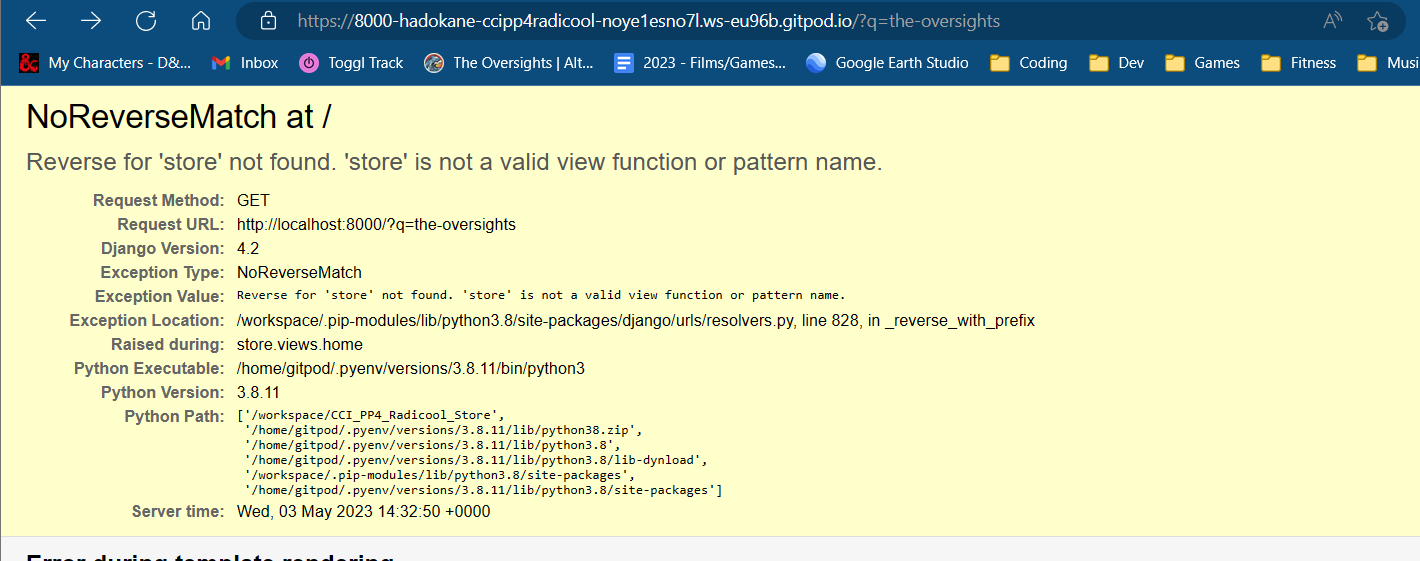 https://8000-hadokane-ccipp4radicool-noye1esno7l.ws-eu96b.gitpod.io/?q=the-oversights
My Characters - D&... Inbox Toggl Track The Oversights | Alt... 2023 - Films/Games... Google Earth Studio Coding Dev Games Fitness Musi
NoReverseMatch at /
Reverse for 'store' not found. 'store' is not a valid view function or pattern name.
Request Method: GET
Request URL: http://localhost:8000/?q=the-oversights
Django Version: 4.2
Exception Type: NoReverseMatch
Exception Value: Reverse for 'store' not found. 'store' is not a valid view function or pattern name.
Exception Location: /workspace/.pip-modules/lib/python3.8/site-packages/django/urls/resolvers.py, line 828, in _reverse_with_prefix
Raised during: store.views.home
Python Executable: /home/gitpod/.pyenv/versions/3.8.11/bin/python3
Python Version: 3.8.11
Python Path: ['/workspace/CCI_PP4_Radicool_Store',
'/home/gitpod/.pyenv/versions/3.8.11/lib/python38.zip',
'/home/gitpod/.pyenv/versions/3.8.11/lib/python3.8',
'/home/gitpod/.pyenv/versions/3.8.11/lib/python3.8/lib-dynload',
'/workspace/.pip-modules/lib/python3.8/site-packages',
'/home/gitpod/.pyenv/versions/3.8.11/lib/python3.8/site-packages']
Server time: Wed, 03 May 2023 14:32:50 +0000
Error during template rendering